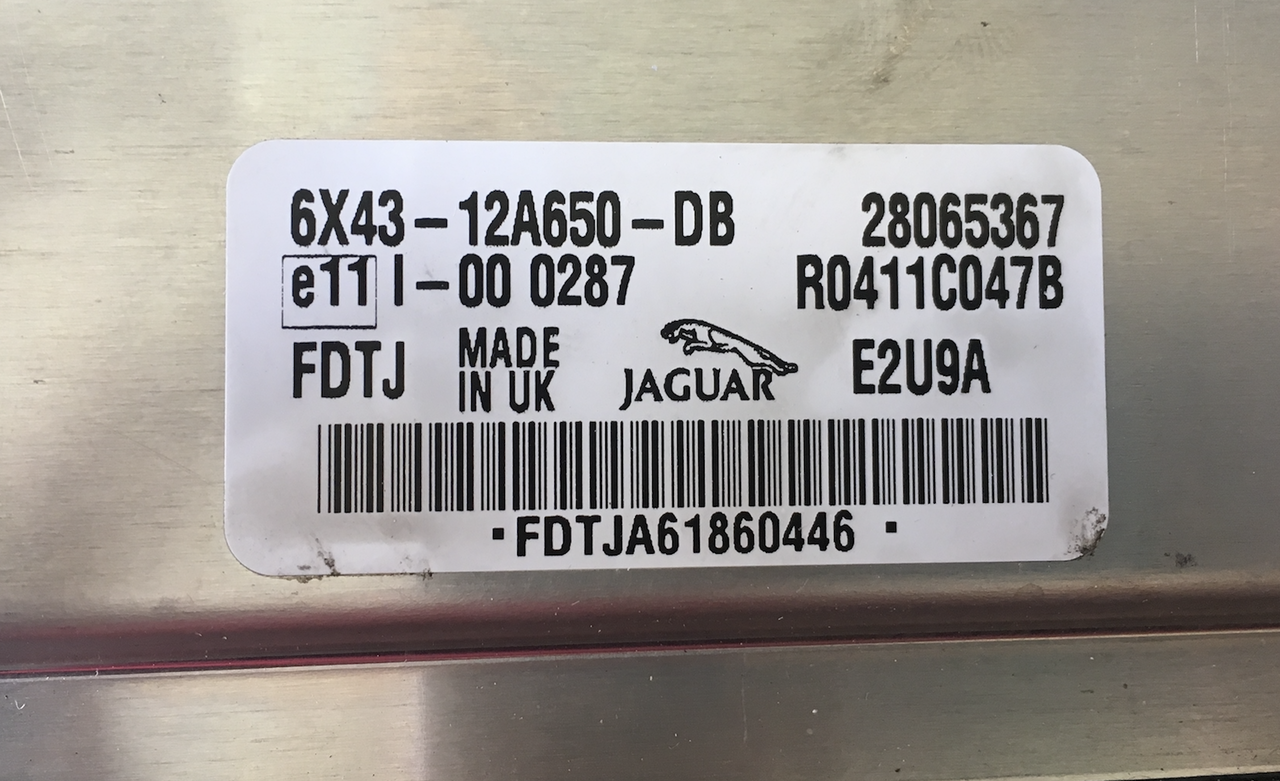 6X43-12A650-DB 28065367
e11 I-00 0287 R0411C047B
FDTJ MADE IN UK JAGUAR E2U9A
·FDTJA61860446 ·